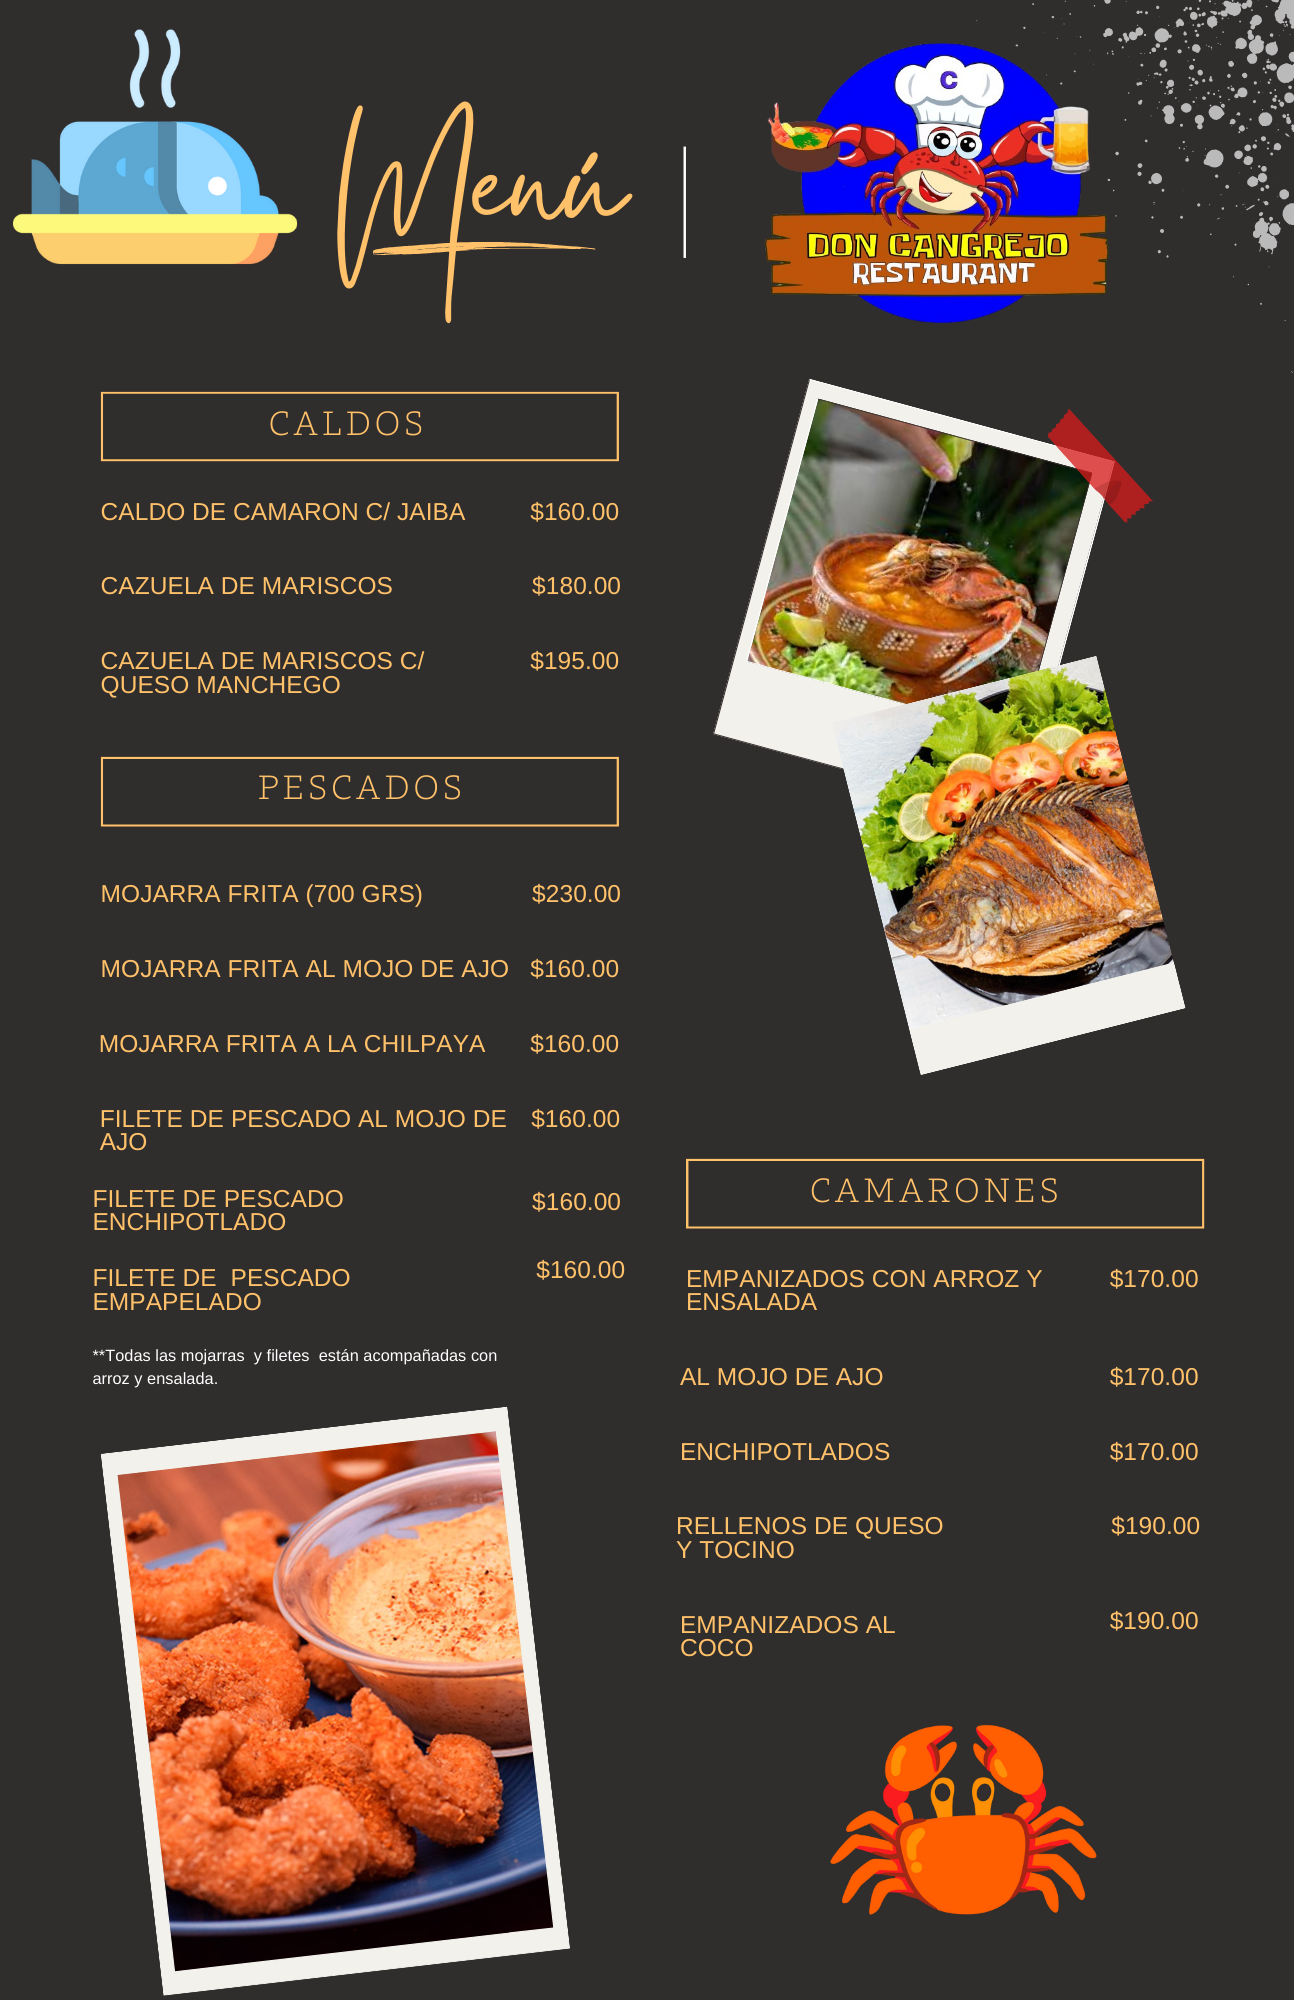 Menú
C
DON CANGREJO
RESTAURANT
CALDOS
CALDO DE CAMARON C/ JAIBA $160.00
CAZUELA DE MARISCOS $180.00
CAZUELA DE MARISCOS C/ $195.00
QUESO MANCHEGO
PESCADOS
MOJARRA FRITA (700 GRS) $230.00
MOJARRA FRITA AL MOJO DE AJO $160.00
MOJARRA FRITA A LA CHILPAYA $160.00
FILETE DE PESCADO AL MOJO DE $160.00
AJO
FILETE DE PESCADO $160.00
ENCHIPOTLADO
FILETE DE PESCADO $160.00
EMPAPELADO
**Todas las mojarras y filetes están acompañadas con
arroz y ensalada.
CAMARONES
EMPANIZADOS CON ARROZ Y $170.00
ENSALADA
AL MOJO DE AJO $170.00
ENCHIPOTLADOS $170.00
RELLENOS DE QUESO $190.00
Y TOCINO
EMPANIZADOS AL $190.00
COCO